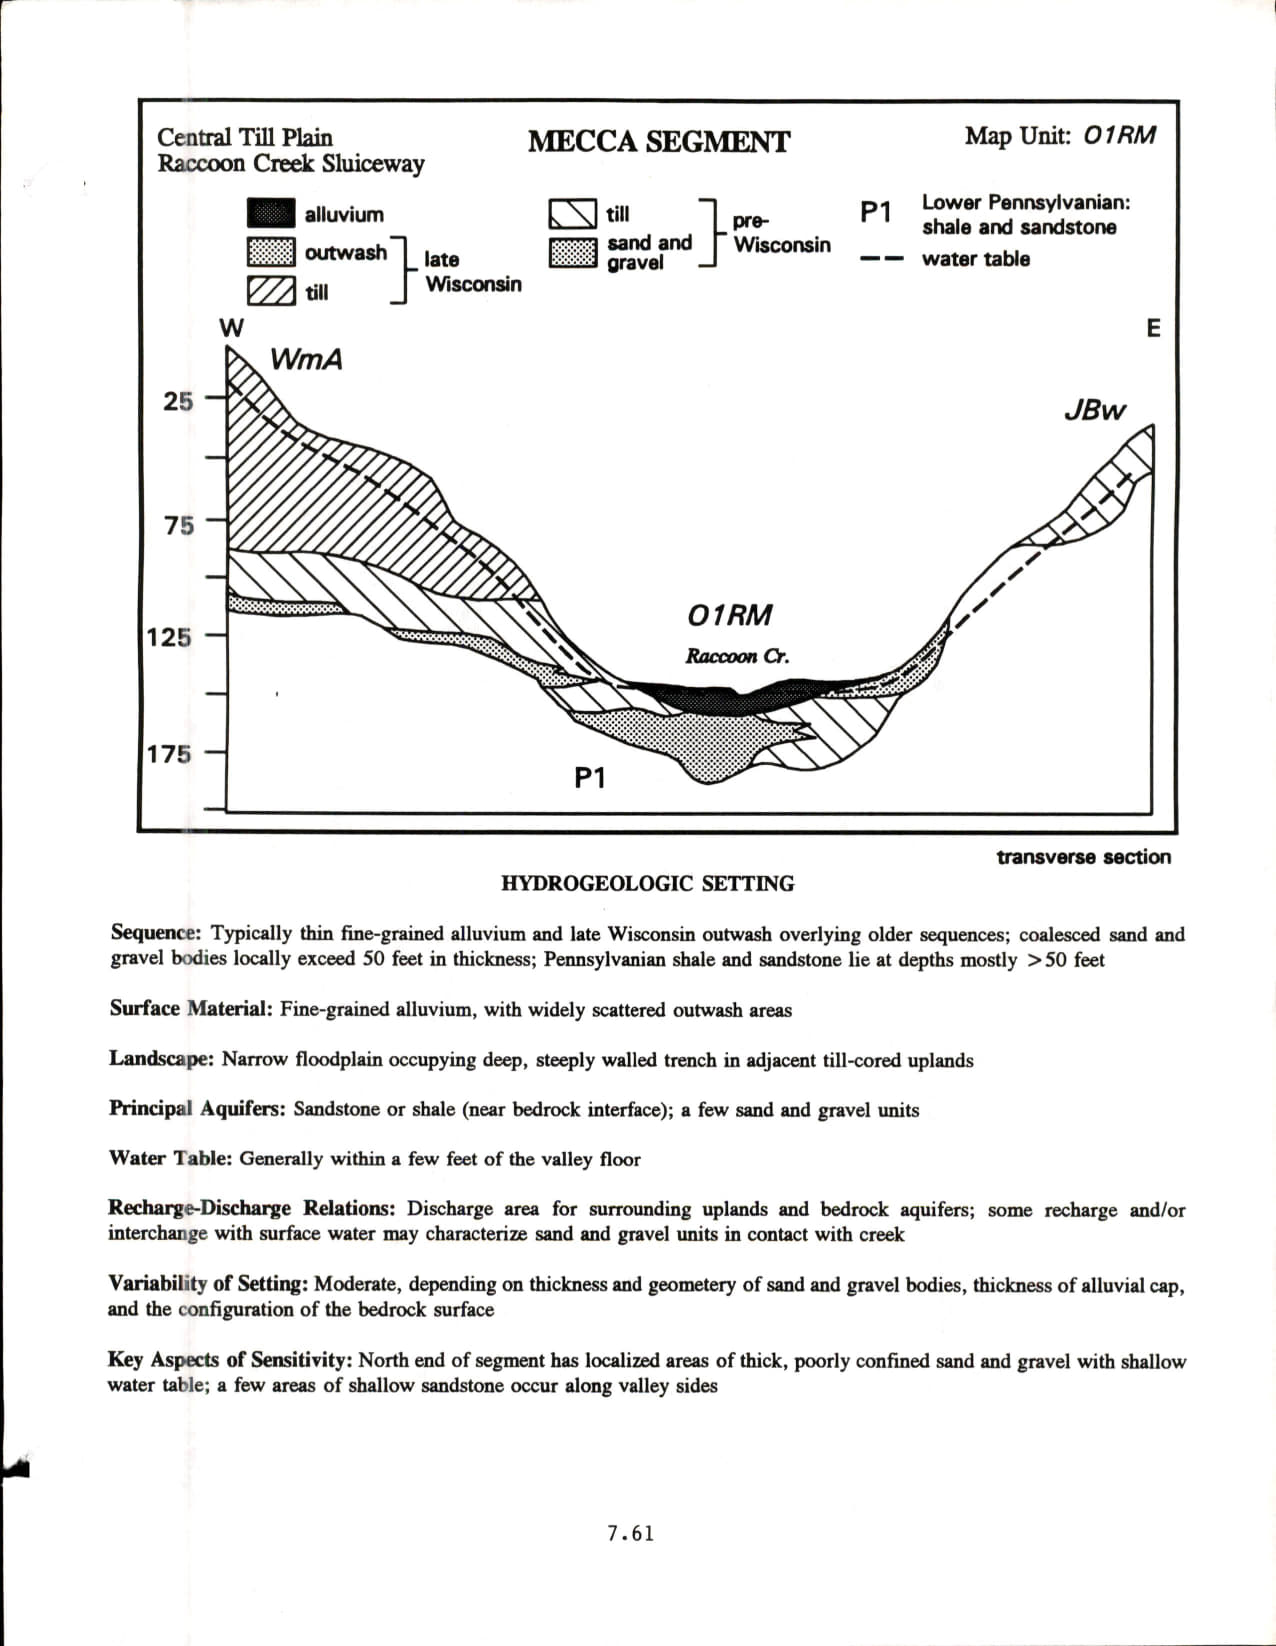 Central Till Plain
Raccoon Creek Sluiceway
MECCA SEGMENT
Map Unit: O1RM
alluvium
outwash
till
late
Wisconsin
till
sand and
gravel
pre-
Wisconsin
P1
Lower Pennsylvanian:
shale and sandstone
water table
W
E
WmA
JBw
25
75
125
175
O1RM
Raccoon Cr.
P1
transverse section
HYDROGEOLOGIC SETTING
Sequence: Typically thin fine-grained alluvium and late Wisconsin outwash overlying older sequences; coalesced sand and
gravel bodies locally exceed 50 feet in thickness; Pennsylvanian shale and sandstone lie at depths mostly >50 feet
Surface Material: Fine-grained alluvium, with widely scattered outwash areas
Landscape: Narrow floodplain occupying deep, steeply walled trench in adjacent till-cored uplands
Principal Aquifers: Sandstone or shale (near bedrock interface); a few sand and gravel units
Water Table: Generally within a few feet of the valley floor
Recharge-Discharge Relations: Discharge area for surrounding uplands and bedrock aquifers; some recharge and/or
interchange with surface water may characterize sand and gravel units in contact with creek
Variability of Setting: Moderate, depending on thickness and geometery of sand and gravel bodies, thickness of alluvial cap,
and the configuration of the bedrock surface
Key Aspects of Sensitivity: North end of segment has localized areas of thick, poorly confined sand and gravel with shallow
water table; a few areas of shallow sandstone occur along valley sides
7.61